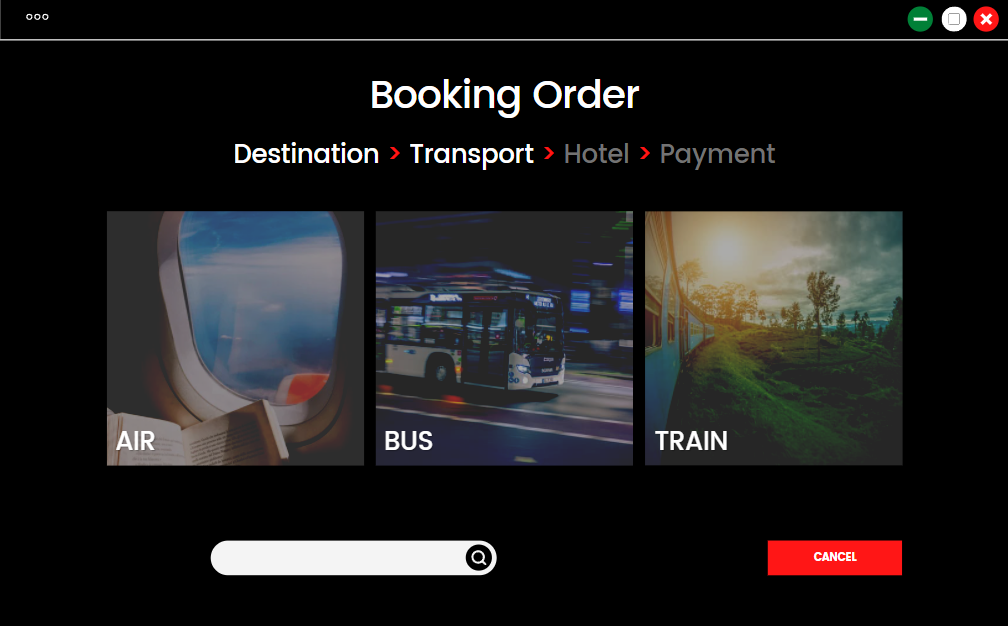 Booking Order
Destination > Transport > Hotel > Payment
AIR
BUS
TRAIN
CANCEL